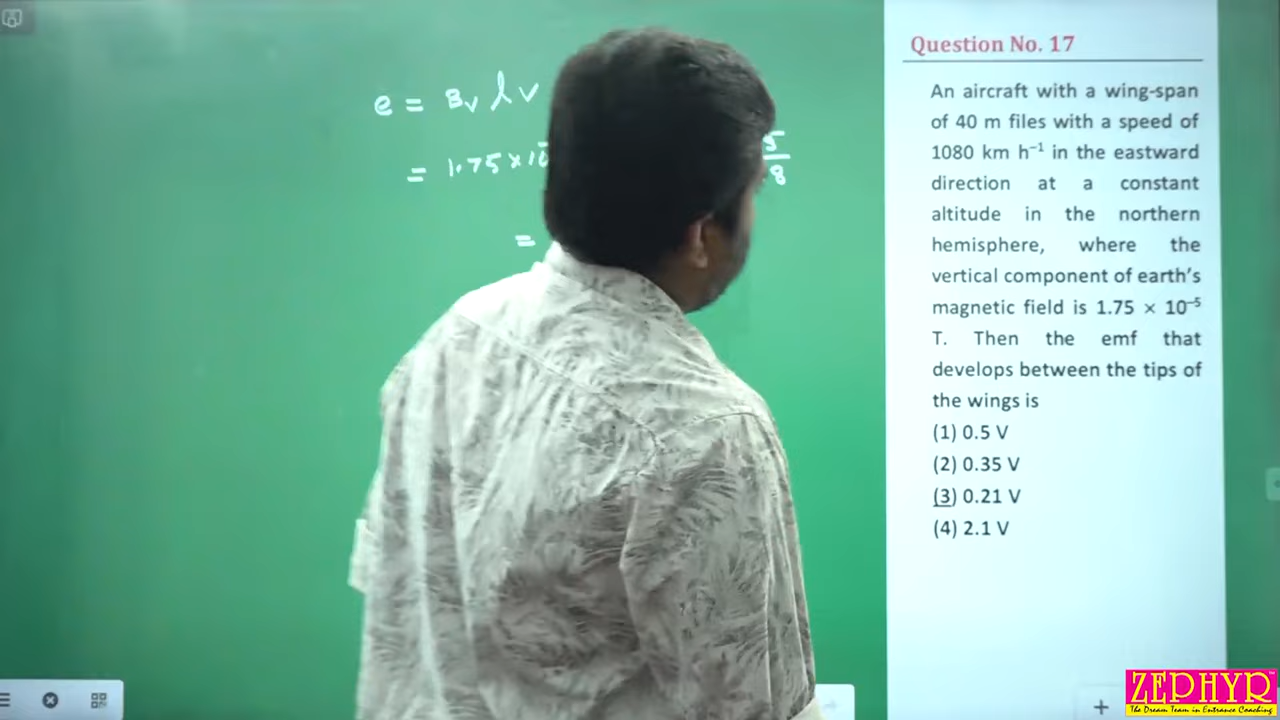 e = Bv l v
= 1.75 × 10
5
8
=
Question No. 17
An aircraft with a wing-span
of 40 m files with a speed of
1080 km h⁻¹ in the eastward
direction at a constant
altitude in the northern
hemisphere, where the
vertical component of earth's
magnetic field is 1.75 × 10⁻⁵
T. Then the emf that
develops between the tips of
the wings is
(1) 0.5 V
(2) 0.35 V
(3) 0.21 V
(4) 2.1 V
ZEPHYR
The Dream Team in Entrance Coaching